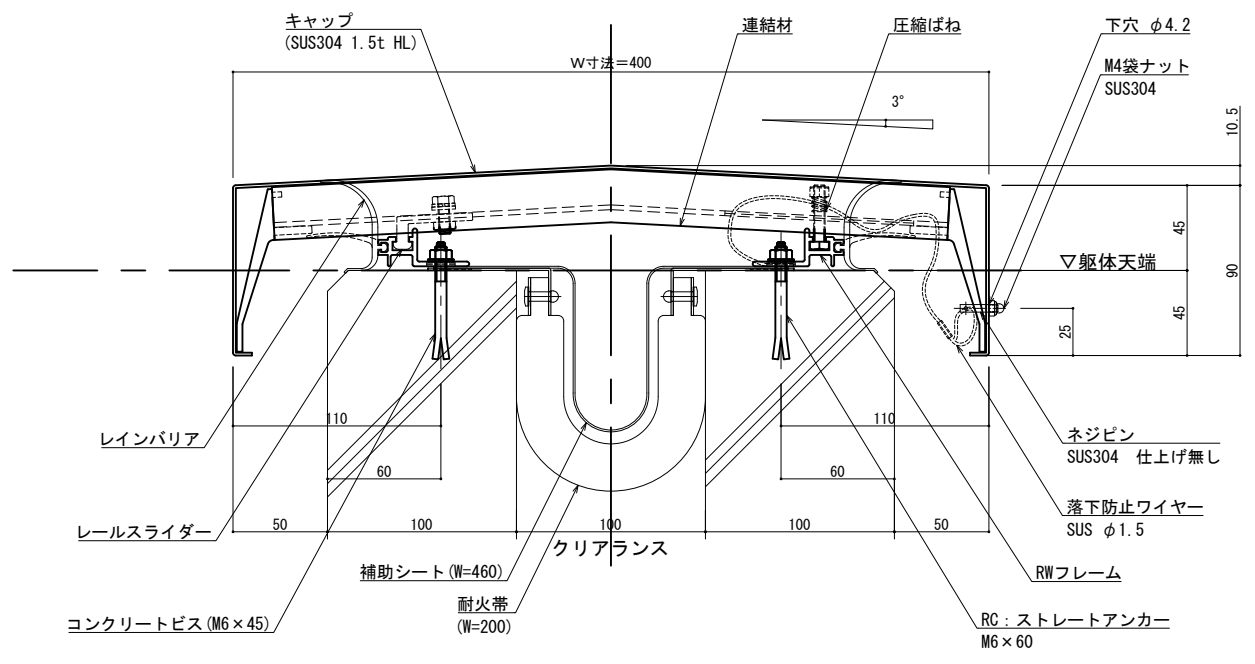 キャップ
(SUS304 1.5t HL)
連結材
圧縮ばね
下穴 φ4.2
M4袋ナット
SUS304
W寸法=400
3°
10.5
45
90
▽躯体天端
45
25
110
110
レインバリア
60
60
ネジピン
SUS304 仕上げ無し
レールスライダー
落下防止ワイヤー
SUS φ1.5
50
100
100
100
50
クリアランス
補助シート(W=460)
RWフレーム
耐火帯
(W=200)
コンクリートビス(M6×45)
RC：ストレートアンカー
M6×60